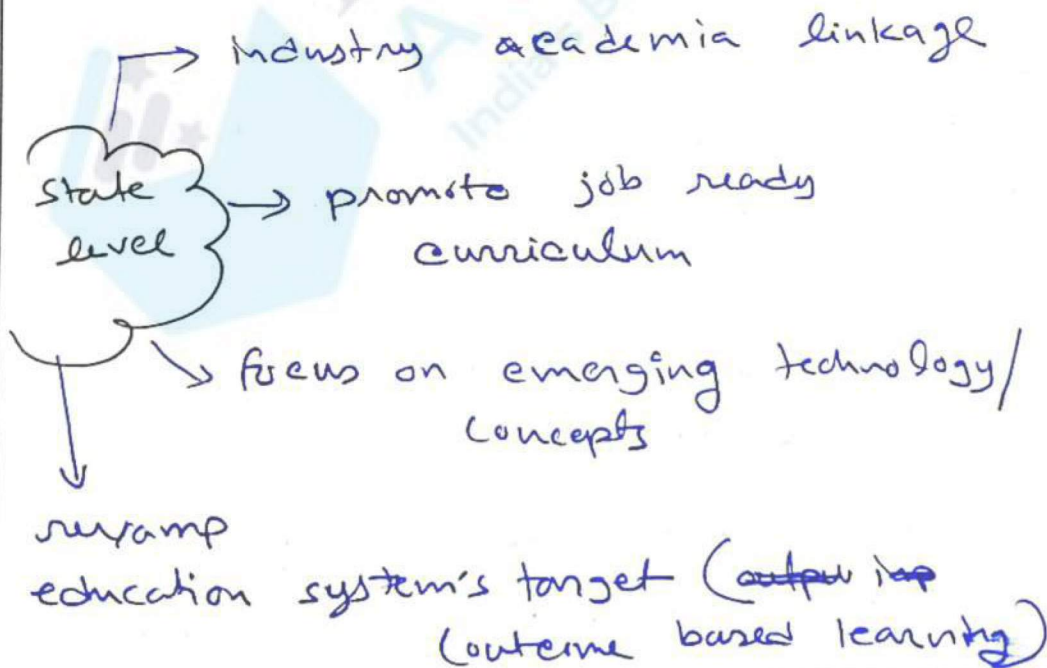 industry academia linkage
state
level
promote job ready
curriculum
focus on emerging technology/
concepts
revamp
education system's target (
(outcome based learning)